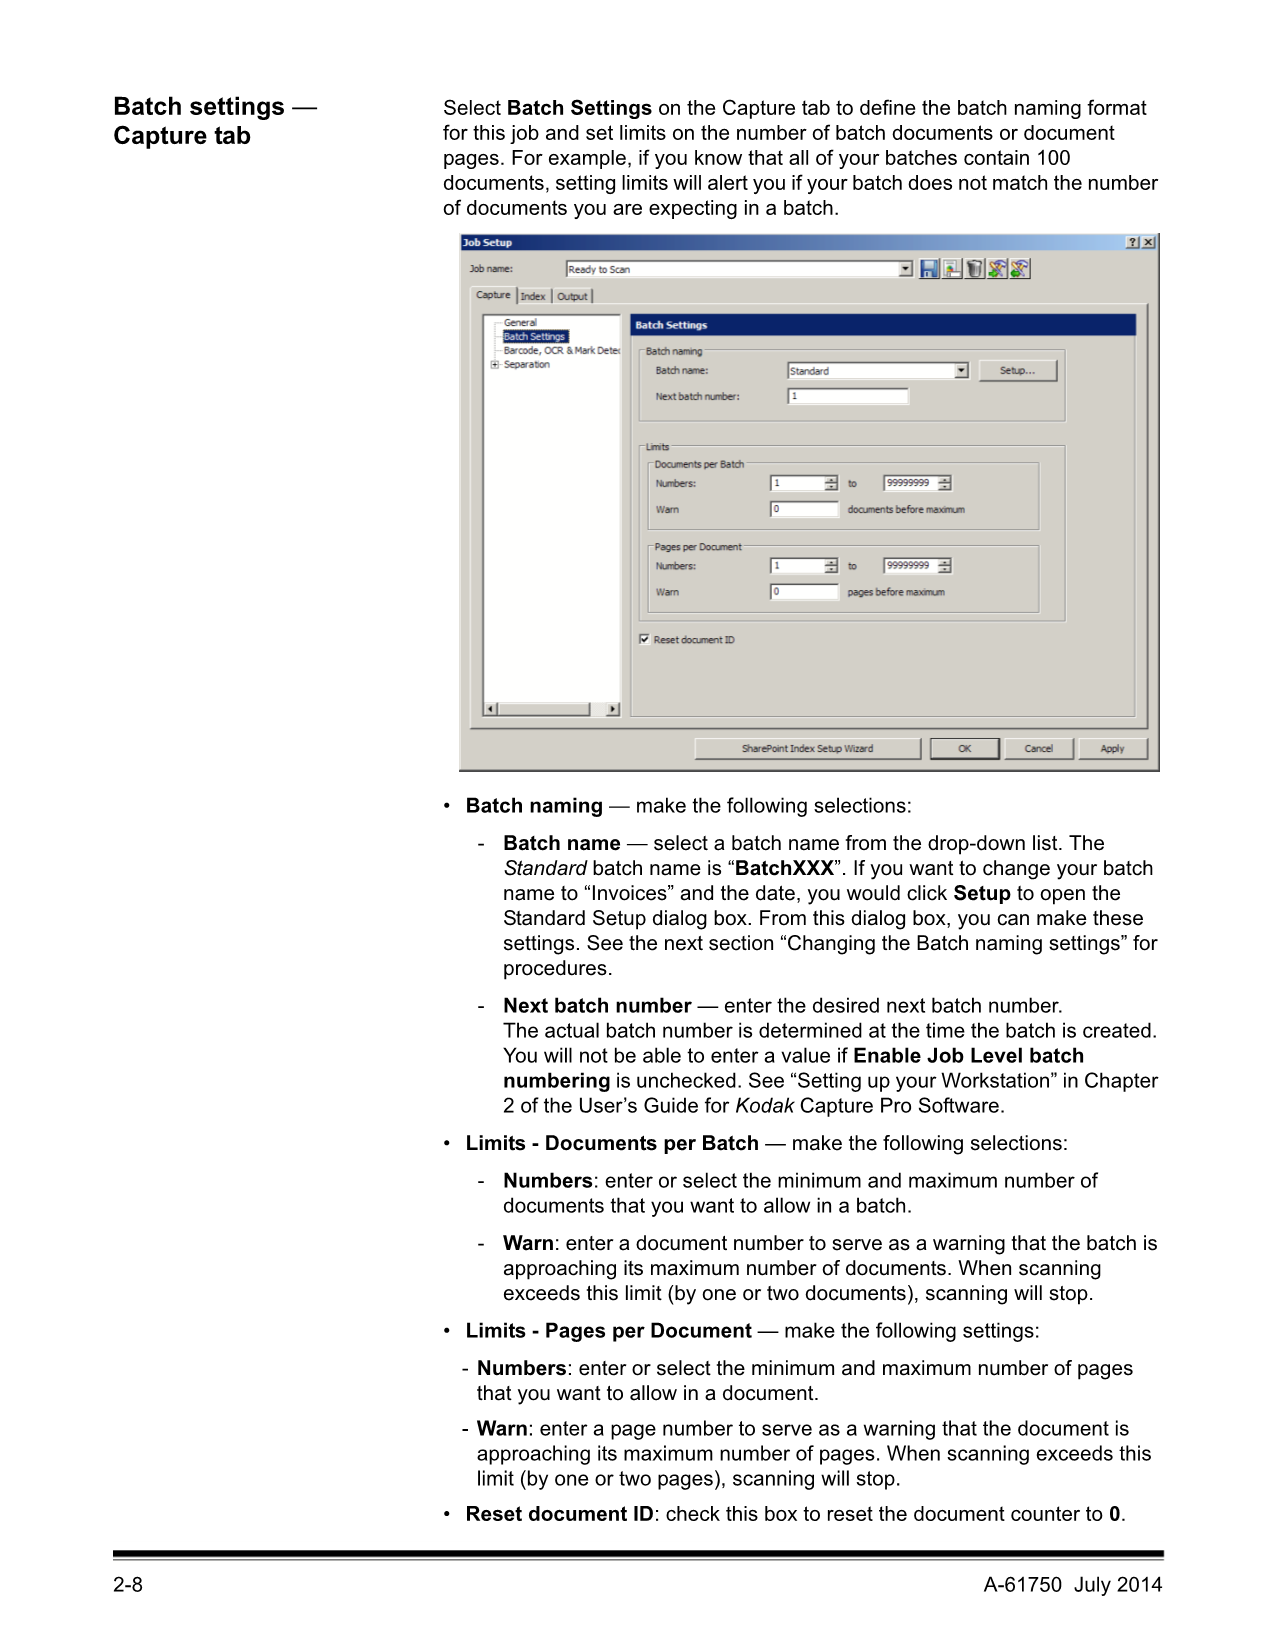 Batch settings —
Capture tab
Select Batch Settings on the Capture tab to define the batch naming format
for this job and set limits on the number of batch documents or document
pages. For example, if you know that all of your batches contain 100
documents, setting limits will alert you if your batch does not match the number
of documents you are expecting in a batch.
Job Setup
Job name: Ready to Scan
Capture Index Output
General
Batch Settings
Barcode, OCR & Mark Detec
Separation
Batch Settings
Batch naming
Batch name: Standard Setup...
Next batch number: 1
Limits
Documents per Batch
Numbers: 1 to 99999999
Warn 0 documents before maximum
Pages per Document
Numbers: 1 to 99999999
Warn 0 pages before maximum
Reset document ID
SharePoint Index Setup Wizard OK Cancel Apply
• Batch naming — make the following selections:
- Batch name — select a batch name from the drop-down list. The
Standard batch name is “BatchXXX”. If you want to change your batch
name to “Invoices” and the date, you would click Setup to open the
Standard Setup dialog box. From this dialog box, you can make these
settings. See the next section “Changing the Batch naming settings” for
procedures.
- Next batch number — enter the desired next batch number.
The actual batch number is determined at the time the batch is created.
You will not be able to enter a value if Enable Job Level batch
numbering is unchecked. See “Setting up your Workstation” in Chapter
2 of the User’s Guide for Kodak Capture Pro Software.
• Limits - Documents per Batch — make the following selections:
- Numbers: enter or select the minimum and maximum number of
documents that you want to allow in a batch.
- Warn: enter a document number to serve as a warning that the batch is
approaching its maximum number of documents. When scanning
exceeds this limit (by one or two documents), scanning will stop.
• Limits - Pages per Document — make the following settings:
- Numbers: enter or select the minimum and maximum number of pages
that you want to allow in a document.
- Warn: enter a page number to serve as a warning that the document is
approaching its maximum number of pages. When scanning exceeds this
limit (by one or two pages), scanning will stop.
• Reset document ID: check this box to reset the document counter to 0.
2-8 A-61750 July 2014